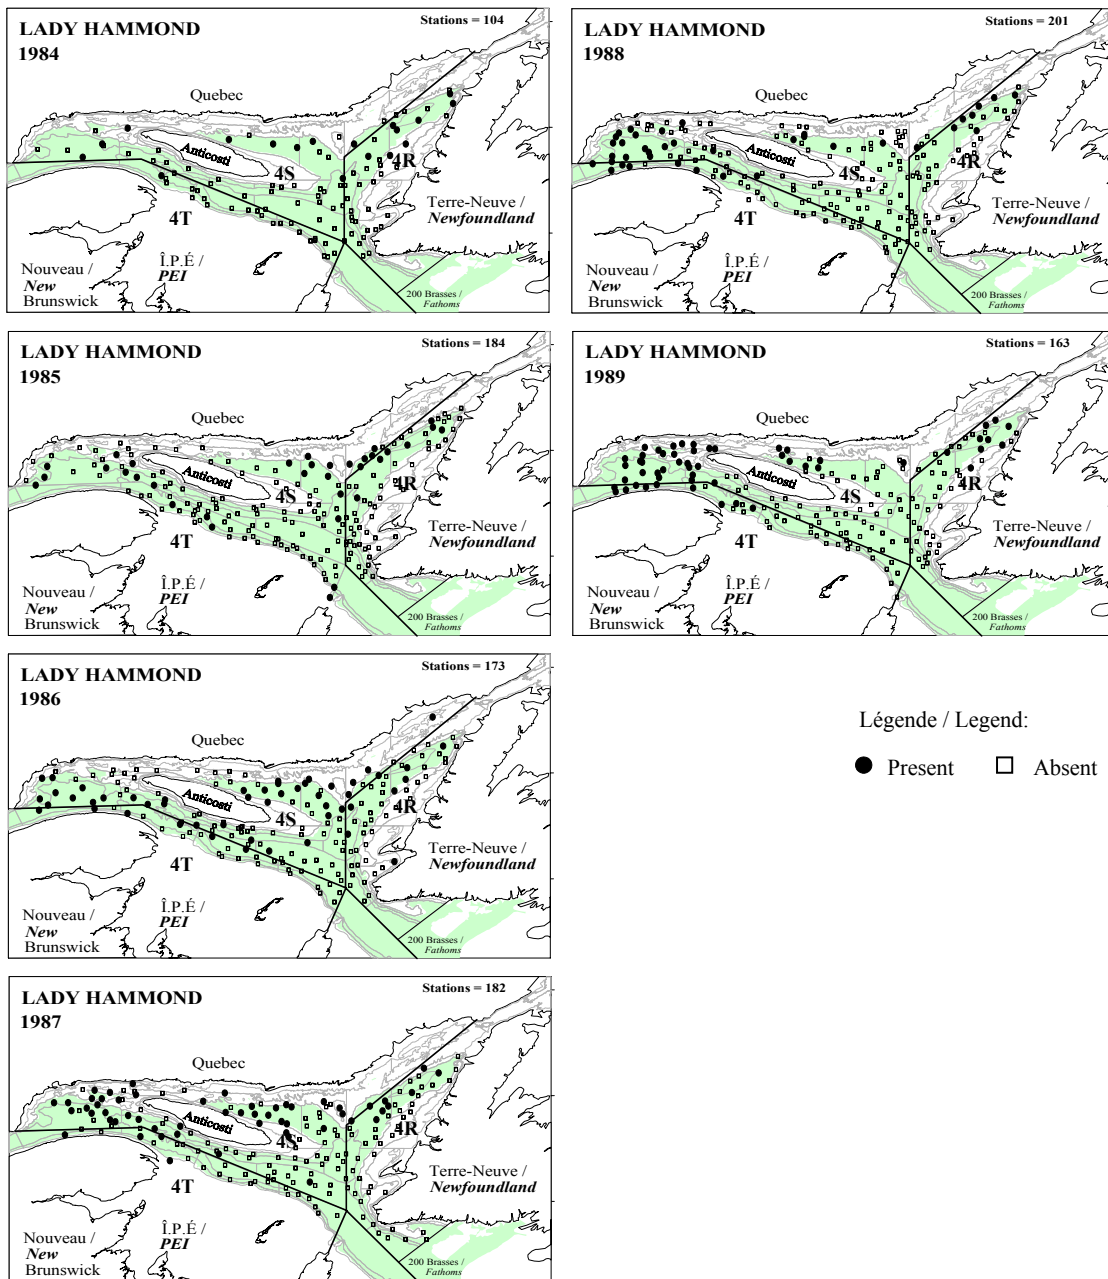 LADY HAMMOND
1984
Stations = 104
Quebec
Anticosti
4S
4R
4T
Terre-Neuve /
Newfoundland
Nouveau /
New
Brunswick
Î.P.É /
PEI
200 Brasses /
Fathoms
LADY HAMMOND
1988
Stations = 201
Quebec
Anticosti
4S
4R
4T
Terre-Neuve /
Newfoundland
Nouveau /
New
Brunswick
Î.P.É /
PEI
200 Brasses /
Fathoms
LADY HAMMOND
1985
Stations = 184
Quebec
Anticosti
4S
4R
4T
Terre-Neuve /
Newfoundland
Nouveau /
New
Brunswick
Î.P.É /
PEI
200 Brasses /
Fathoms
LADY HAMMOND
1989
Stations = 163
Quebec
Anticosti
4S
4R
4T
Terre-Neuve /
Newfoundland
Nouveau /
New
Brunswick
Î.P.É /
PEI
200 Brasses /
Fathoms
LADY HAMMOND
1986
Stations = 173
Quebec
Anticosti
4S
4R
4T
Terre-Neuve /
Newfoundland
Nouveau /
New
Brunswick
Î.P.É /
PEI
200 Brasses /
Fathoms
Légende / Legend:
Present
Absent
LADY HAMMOND
1987
Stations = 182
Quebec
Anticosti
4S
4R
4T
Terre-Neuve /
Newfoundland
Nouveau /
New
Brunswick
Î.P.É /
PEI
200 Brasses /
Fathoms